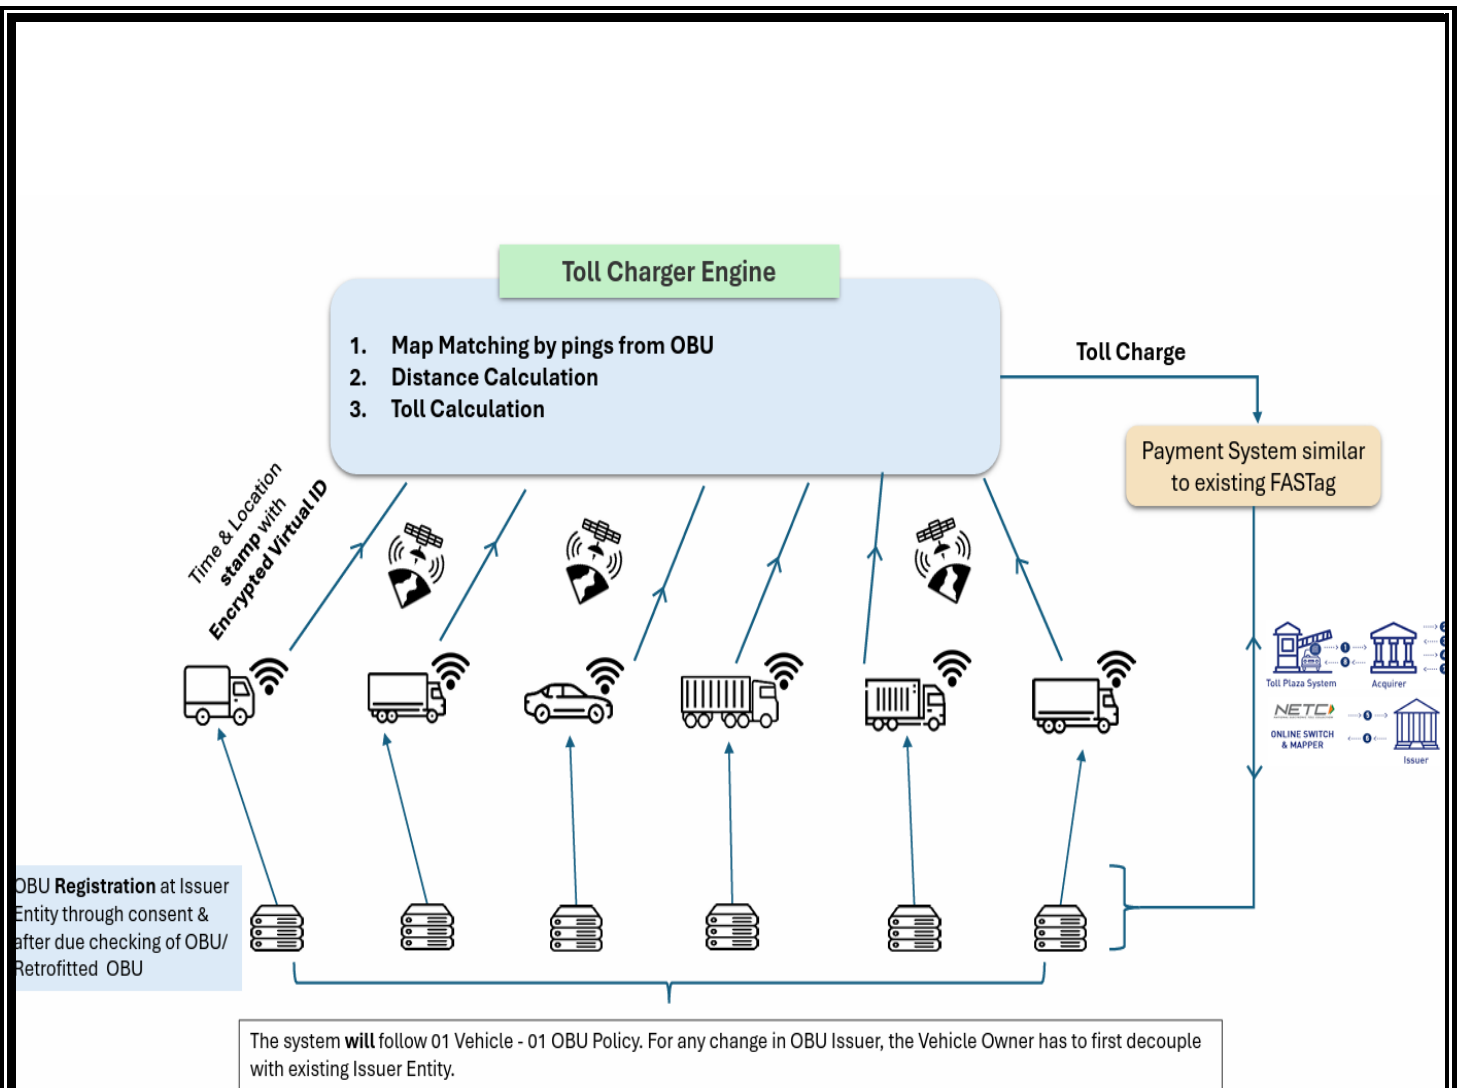 Toll Charger Engine
1. Map Matching by pings from OBU
2. Distance Calculation
3. Toll Calculation
Toll Charge
Payment System similar
to existing FASTag
Time & Location
stamp with
Encrypted Virtual ID
1
8
Toll Plaza System
Acquirer
NETC
5
ONLINE SWITCH
& MAPPER
6
Issuer
OBU Registration at Issuer
Entity through consent &
after due checking of OBU/
Retrofitted OBU
The system will follow 01 Vehicle - 01 OBU Policy. For any change in OBU Issuer, the Vehicle Owner has to first decouple
with existing Issuer Entity.